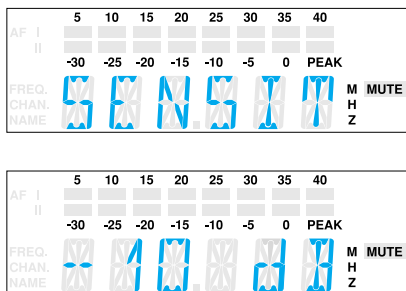 5 10 15 20 25 30 35 40
AF I
II
-30 -25 -20 -15 -10 -5 0 PEAK
FREQ. M MUTE
CHAN. SENSIT H
NAME Z
5 10 15 20 25 30 35 40
AF I
II
-30 -25 -20 -15 -10 -5 0 PEAK
FREQ. M MUTE
CHAN. -10 dB H
NAME Z